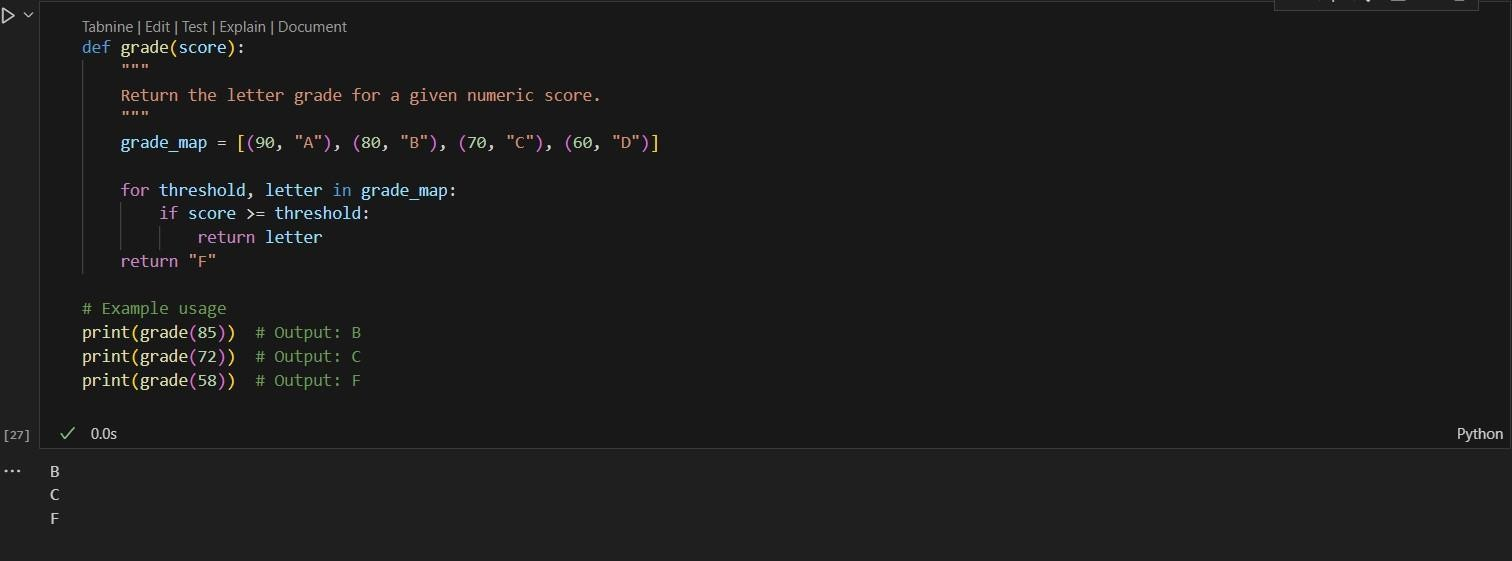 Tabnine | Edit | Test | Explain | Document
def grade(score):
    """
    Return the letter grade for a given numeric score.
    """
    grade_map = [(90, "A"), (80, "B"), (70, "C"), (60, "D")]

    for threshold, letter in grade_map:
        if score >= threshold:
            return letter
    return "F"

# Example usage
print(grade(85))  # Output: B
print(grade(72))  # Output: C
print(grade(58))  # Output: F
[27] ✓ 0.0s Python
... B
C
F